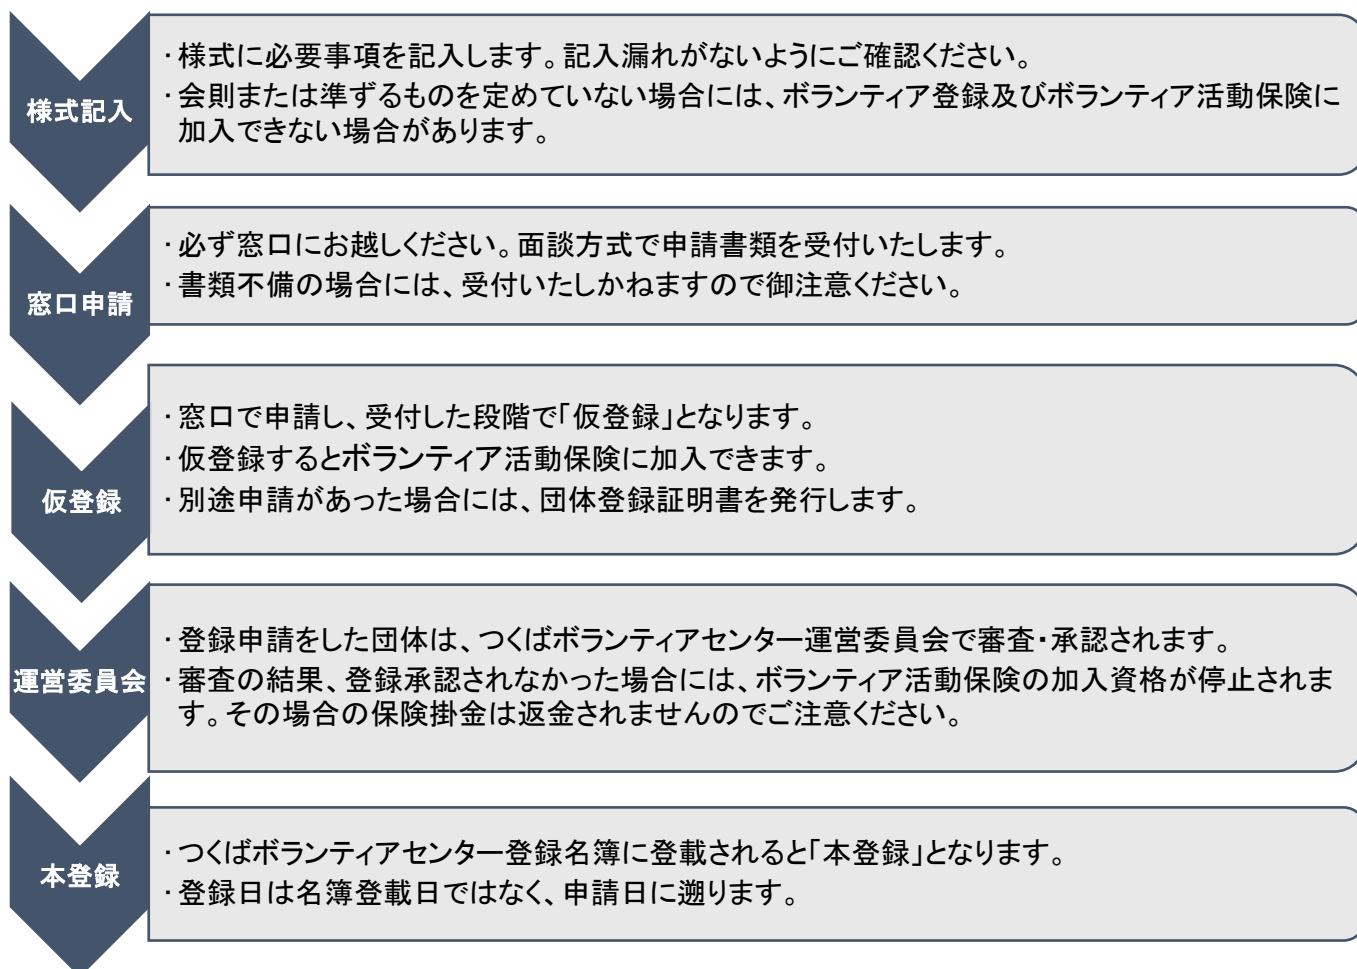 様式記入
・様式に必要事項を記入します。記入漏れがないようにご確認ください。
・会則または準ずるものを定めていない場合には、ボランティア登録及びボランティア活動保険に
加入できない場合があります。
窓口申請
・必ず窓口にお越しください。面談方式で申請書類を受付いたします。
・書類不備の場合には、受付いたしかねますので御注意ください。
仮登録
・窓口で申請し、受付した段階で「仮登録」となります。
・仮登録するとボランティア活動保険に加入できます。
・別途申請があった場合には、団体登録証明書を発行します。
運営委員会
・登録申請をした団体は、つくばボランティアセンター運営委員会で審査・承認されます。
・審査の結果、登録承認されなかった場合には、ボランティア活動保険の加入資格が停止されま
す。その場合の保険掛金は返金されませんのでご注意ください。
本登録
・つくばボランティアセンター登録名簿に登載されると「本登録」となります。
・登録日は名簿登載日ではなく、申請日に遡ります。